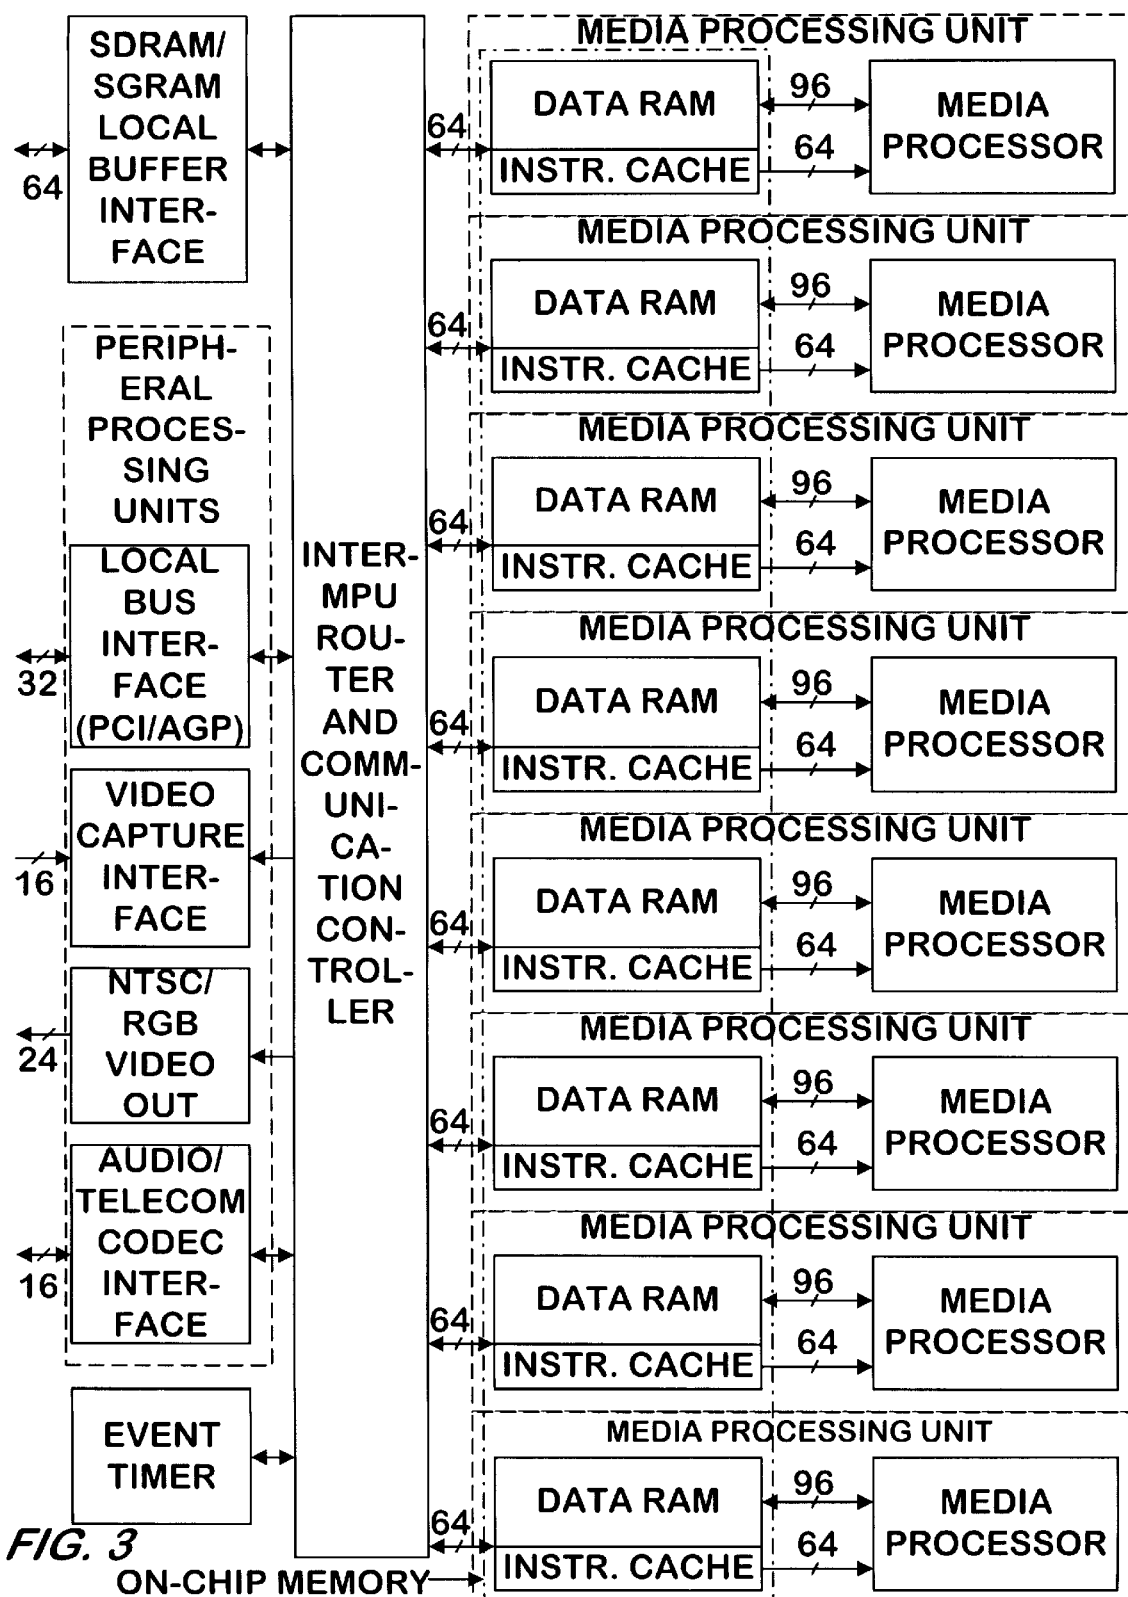 SDRAM/
SGRAM
LOCAL
BUFFER
INTER-
FACE
64
PERIPH-
ERAL
PROCES-
SING
UNITS
LOCAL
BUS
INTER-
FACE
(PCI/AGP)
32
VIDEO
CAPTURE
INTER-
FACE
16
NTSC/
RGB
VIDEO
OUT
24
AUDIO/
TELECOM
CODEC
INTER-
FACE
16
EVENT
TIMER
INTER-
MPU
ROU-
TER
AND
COMM-
UNI-
CA-
TION
CON-
TROL-
LER
MEDIA PROCESSING UNIT
64
DATA RAM
INSTR. CACHE
96
64
MEDIA
PROCESSOR
MEDIA PROCESSING UNIT
64
DATA RAM
INSTR. CACHE
96
64
MEDIA
PROCESSOR
MEDIA PROCESSING UNIT
64
DATA RAM
INSTR. CACHE
96
64
MEDIA
PROCESSOR
MEDIA PROCESSING UNIT
64
DATA RAM
INSTR. CACHE
96
64
MEDIA
PROCESSOR
MEDIA PROCESSING UNIT
64
DATA RAM
INSTR. CACHE
96
64
MEDIA
PROCESSOR
MEDIA PROCESSING UNIT
64
DATA RAM
INSTR. CACHE
96
64
MEDIA
PROCESSOR
MEDIA PROCESSING UNIT
64
DATA RAM
INSTR. CACHE
96
64
MEDIA
PROCESSOR
MEDIA PROCESSING UNIT
64
DATA RAM
INSTR. CACHE
96
64
MEDIA
PROCESSOR
FIG. 3
ON-CHIP MEMORY